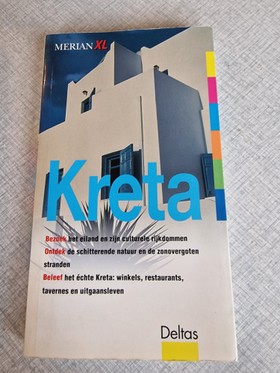 MERIAN XL
Kreta
Bezoek het eiland en zijn culturele rijkdommen
Ontdek de schitterende natuur en de zonovergoten
stranden
Beleef het échte Kreta: winkels, restaurants,
tavernes en uitgaansleven
Deltas